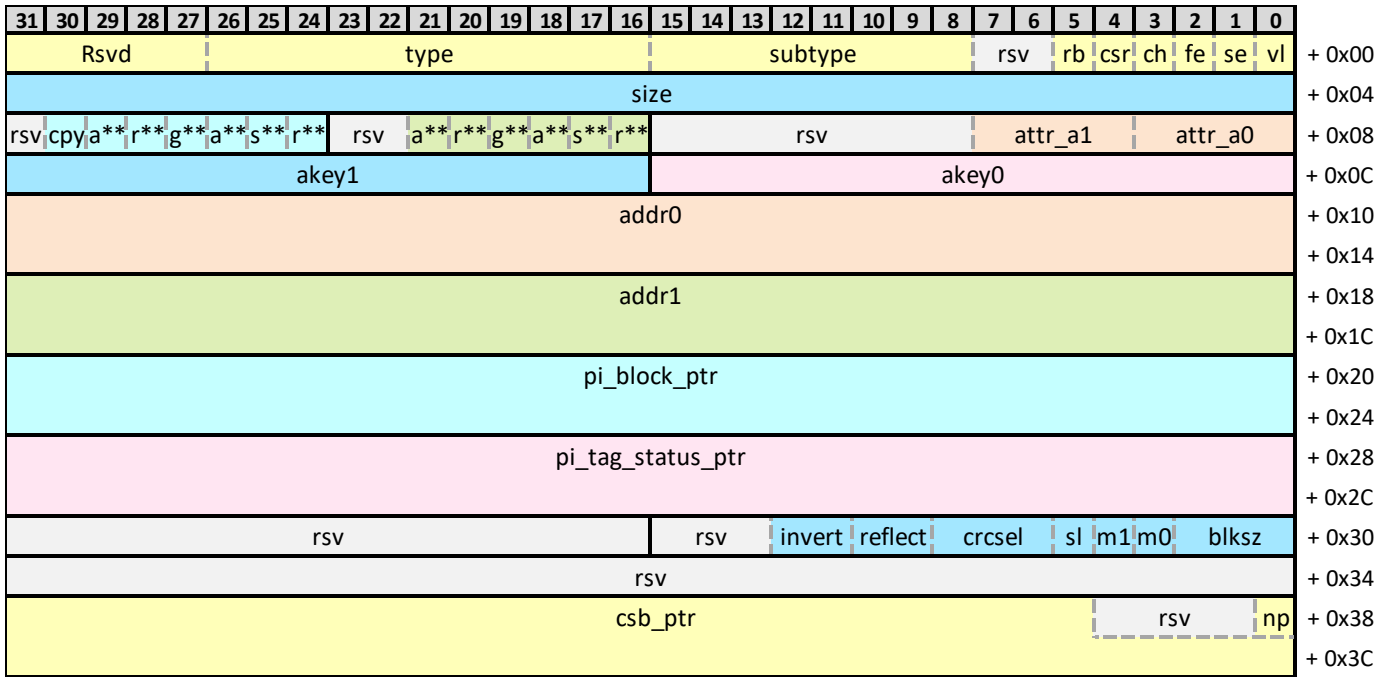 31 30 29 28 27 26 25 24 23 22 21 20 19 18 17 16 15 14 13 12 11 10 9 8 7 6 5 4 3 2 1 0
Rsvd type subtype rsv rb csr ch fe se vl + 0x00
size + 0x04
rsv cpy a** r** g** a** s** r** rsv a** r** g** a** s** r** rsv attr_a1 attr_a0 + 0x08
akey1 akey0 + 0x0C
addr0 + 0x10
+ 0x14
addr1 + 0x18
+ 0x1C
pi_block_ptr + 0x20
+ 0x24
pi_tag_status_ptr + 0x28
+ 0x2C
rsv rsv invert reflect crcsel sl m1 m0 blksz + 0x30
rsv + 0x34
csb_ptr rsv np + 0x38
+ 0x3C